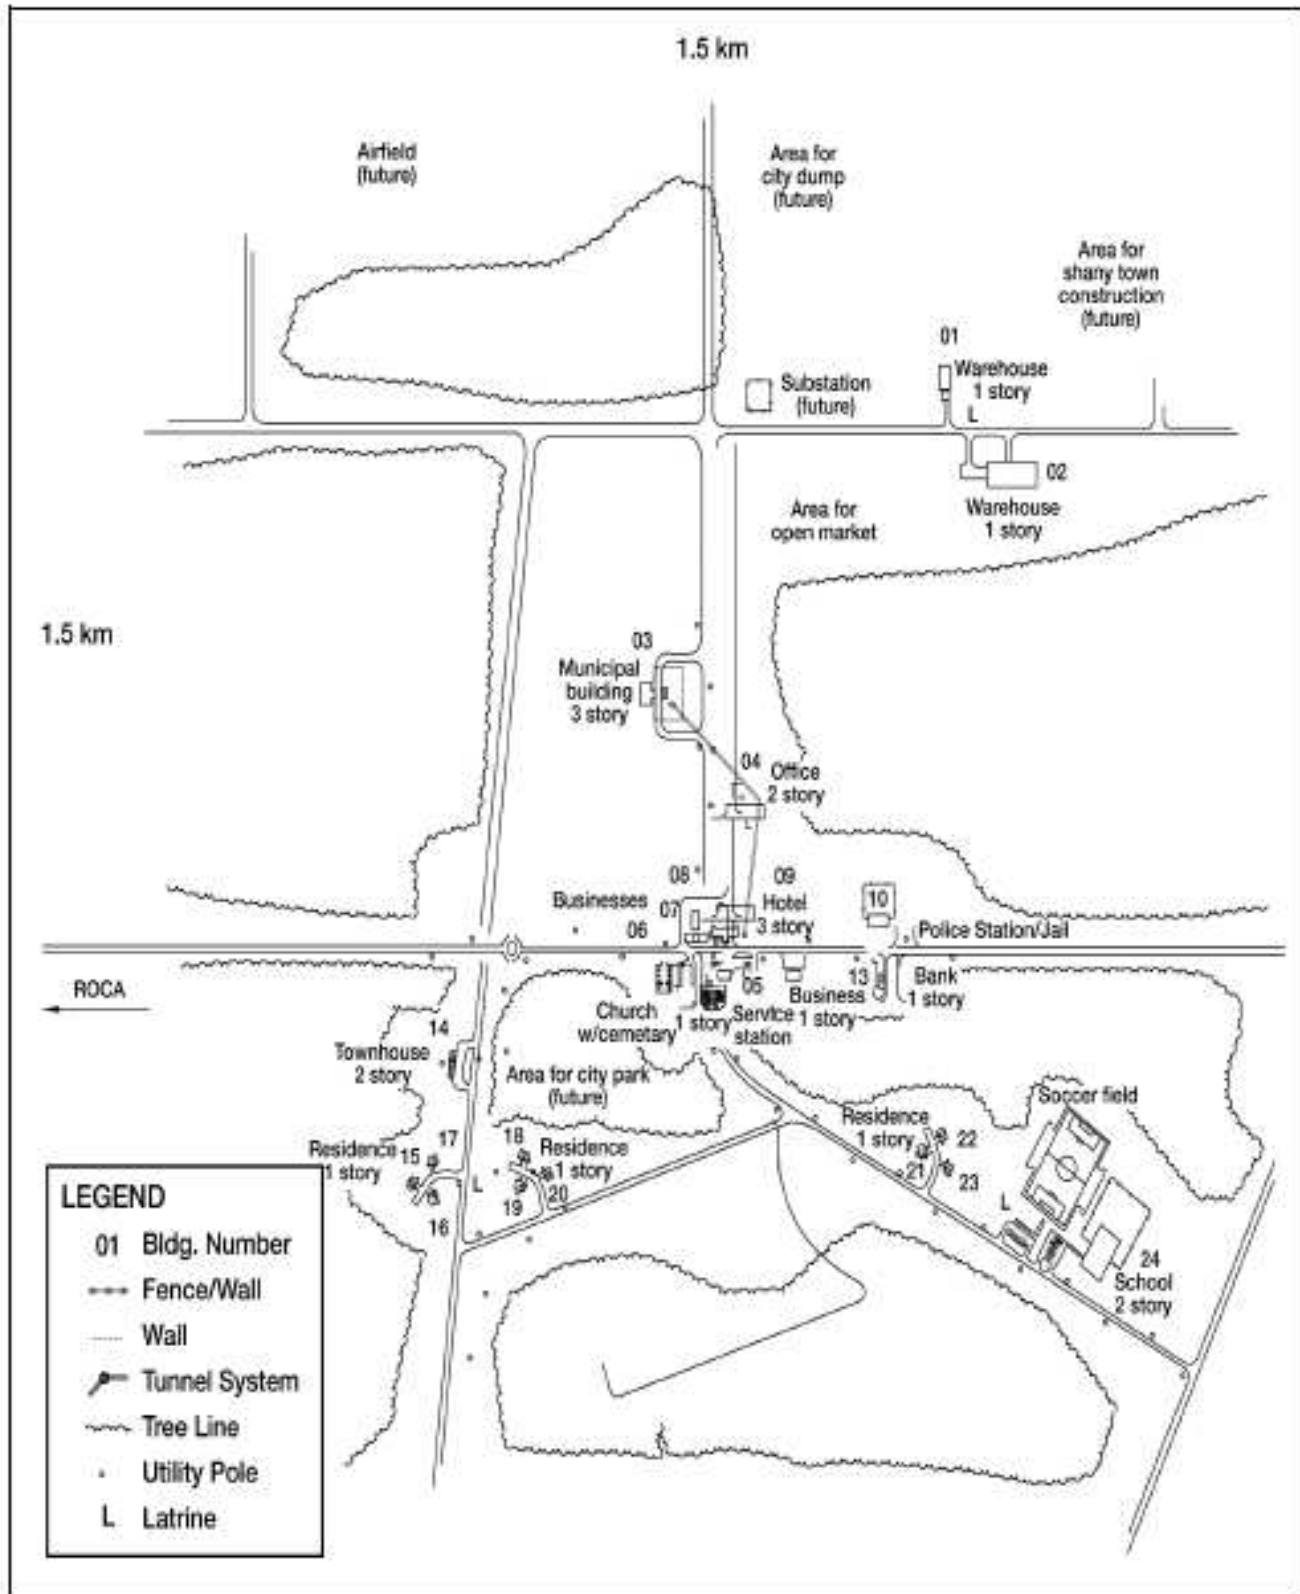 1.5 km
Airfield
(future)
Area for
city dump
(future)
Area for
shany town
construction
(future)
01
Warehouse
1 story
L
Substation
(future)
02
Warehouse
1 story
Area for
open market
1.5 km
03
Municipal
building
3 story
04
Office
2 story
08
09
Businesses
07
Hotel
3 story
10
06
Police Station/Jail
ROCA
05
13
Bank
1 story
Business
1 story
Church
w/cemetary
1 story
Service
station
14
Townhouse
2 story
Area for city park
(future)
Soccer field
Residence
1 story
22
21
23
17
18
Residence
1 story
15
Residence
1 story
L
19
20
16
L
24
School
2 story
LEGEND
01 Bldg. Number
Fence/Wall
Wall
Tunnel System
Tree Line
Utility Pole
L Latrine